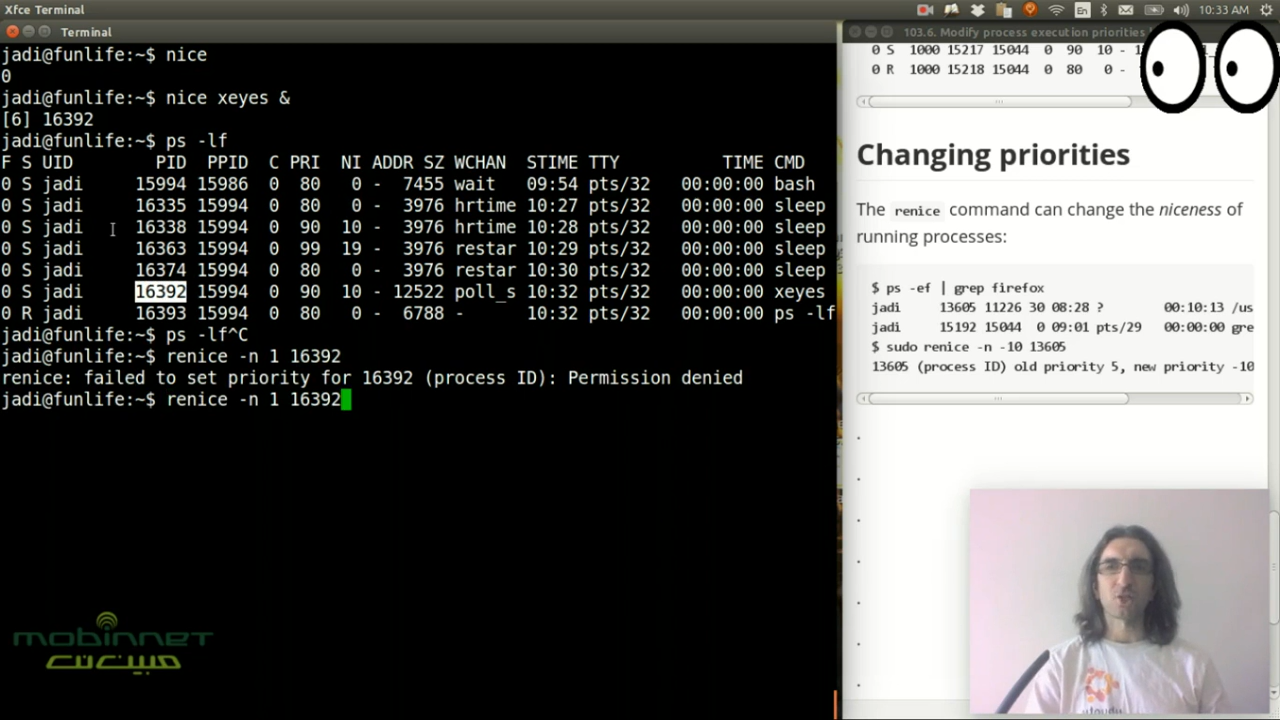 Xfce Terminal
En
10:33 AM
Terminal
jadi@funlife:~$ nice
0
jadi@funlife:~$ nice xeyes &
[6] 16392
jadi@funlife:~$ ps -lf
F S UID        PID  PPID  C PRI  NI ADDR SZ WCHAN  STIME TTY          TIME CMD
0 S jadi     15994 15986  0  80   0 -  7455 wait   09:54 pts/32   00:00:00 bash
0 S jadi     16335 15994  0  80   0 -  3976 hrtime 10:27 pts/32   00:00:00 sleep
0 S jadi     16338 15994  0  90  10 -  3976 hrtime 10:28 pts/32   00:00:00 sleep
0 S jadi     16363 15994  0  99  19 -  3976 restar 10:29 pts/32   00:00:00 sleep
0 S jadi     16374 15994  0  80   0 -  3976 restar 10:30 pts/32   00:00:00 sleep
0 S jadi     16392 15994  0  90  10 - 12522 poll_s 10:32 pts/32   00:00:00 xeyes
0 R jadi     16393 15994  0  80   0 -  6788 -      10:32 pts/32   00:00:00 ps -lf
jadi@funlife:~$ ps -lf^C
jadi@funlife:~$ renice -n 1 16392
renice: failed to set priority for 16392 (process ID): Permission denied
jadi@funlife:~$ renice -n 1 16392
mobinnet
مبین‌نت
103.6. Modify process execution priorities
0 S  1000 15217 15044  0  90  10 -
0 R  1000 15218 15044  0  80   0 -
Changing priorities
The renice command can change the niceness of
running processes:
$ ps -ef | grep firefox
jadi     13605 11226 30 08:28 ?        00:10:13 /us
jadi     15192 15044  0 09:01 pts/29   00:00:00 gre
$ sudo renice -n -10 13605
13605 (process ID) old priority 5, new priority -10